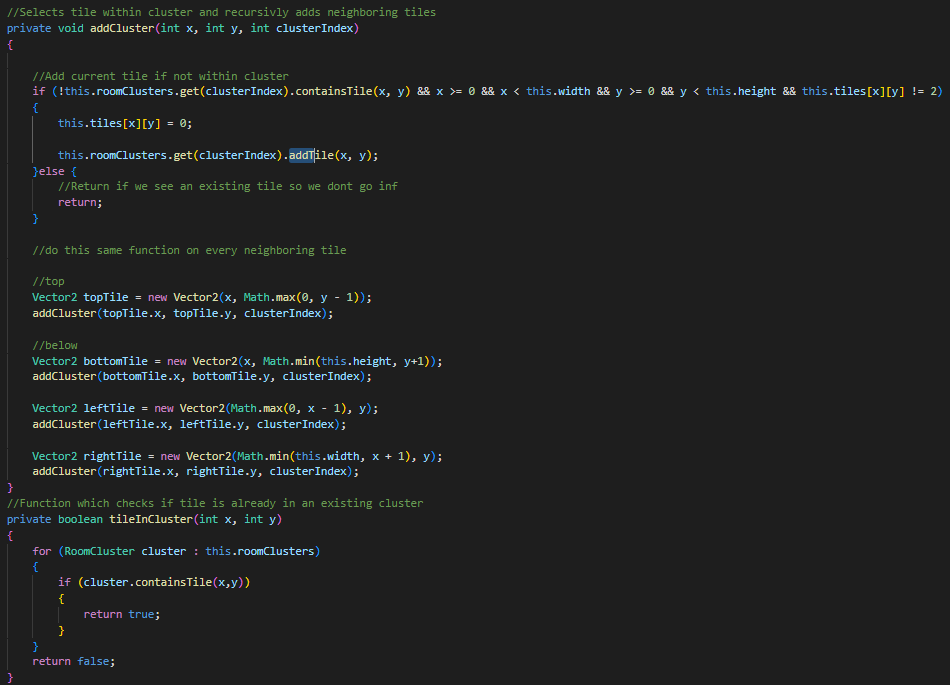 //Selects tile within cluster and recursivly adds neighboring tiles
private void addCluster(int x, int y, int clusterIndex)
{
//Add current tile if not within cluster
if (!this.roomClusters.get(clusterIndex).containsTile(x, y) && x >= 0 && x < this.width && y >= 0 && y < this.height && this.tiles[x][y] != 2)
{
this.tiles[x][y] = 0;
this.roomClusters.get(clusterIndex).addTile(x, y);
}else {
//Return if we see an existing tile so we dont go inf
return;
}
//do this same function on every neighboring tile
//top
Vector2 topTile = new Vector2(x, Math.max(0, y - 1));
addCluster(topTile.x, topTile.y, clusterIndex);
//below
Vector2 bottomTile = new Vector2(x, Math.min(this.height, y+1));
addCluster(bottomTile.x, bottomTile.y, clusterIndex);
Vector2 leftTile = new Vector2(Math.max(0, x - 1), y);
addCluster(leftTile.x, leftTile.y, clusterIndex);
Vector2 rightTile = new Vector2(Math.min(this.width, x + 1), y);
addCluster(rightTile.x, rightTile.y, clusterIndex);
}
//Function which checks if tile is already in an existing cluster
private boolean tileInCluster(int x, int y)
{
for (RoomCluster cluster : this.roomClusters)
{
if (cluster.containsTile(x,y))
{
return true;
}
}
return false;
}